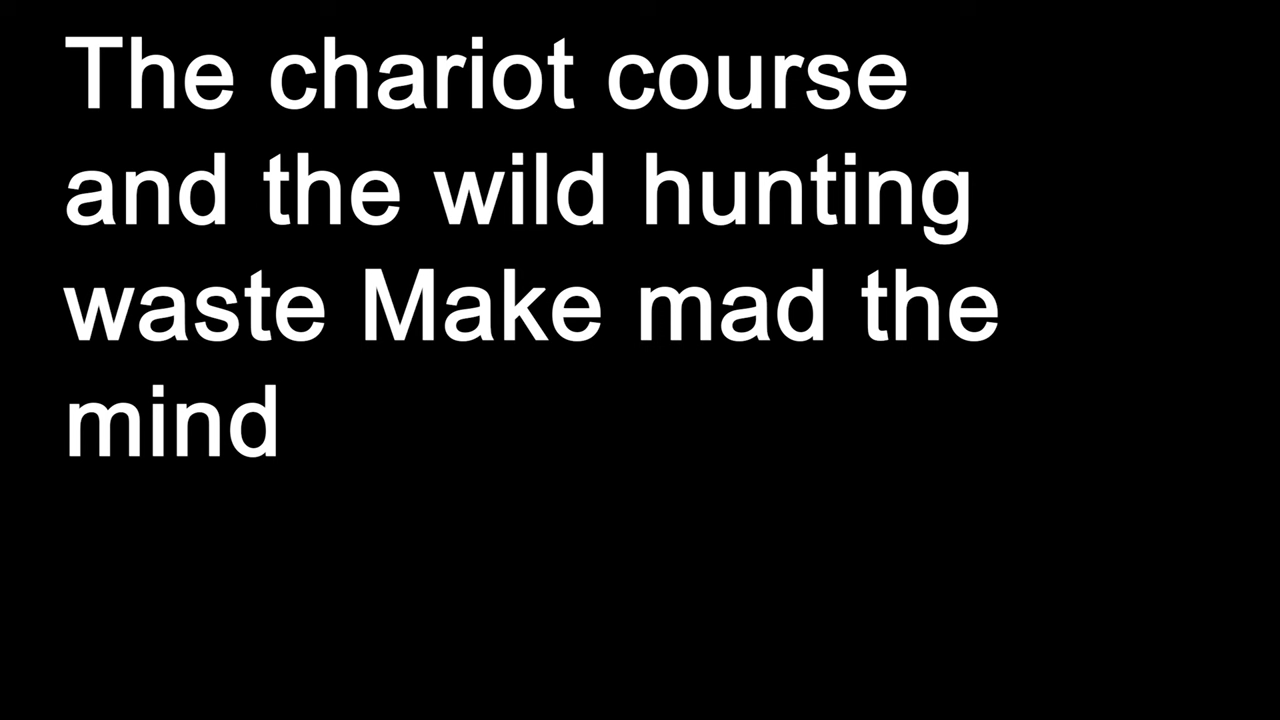 The chariot course
and the wild hunting
waste Make mad the
mind